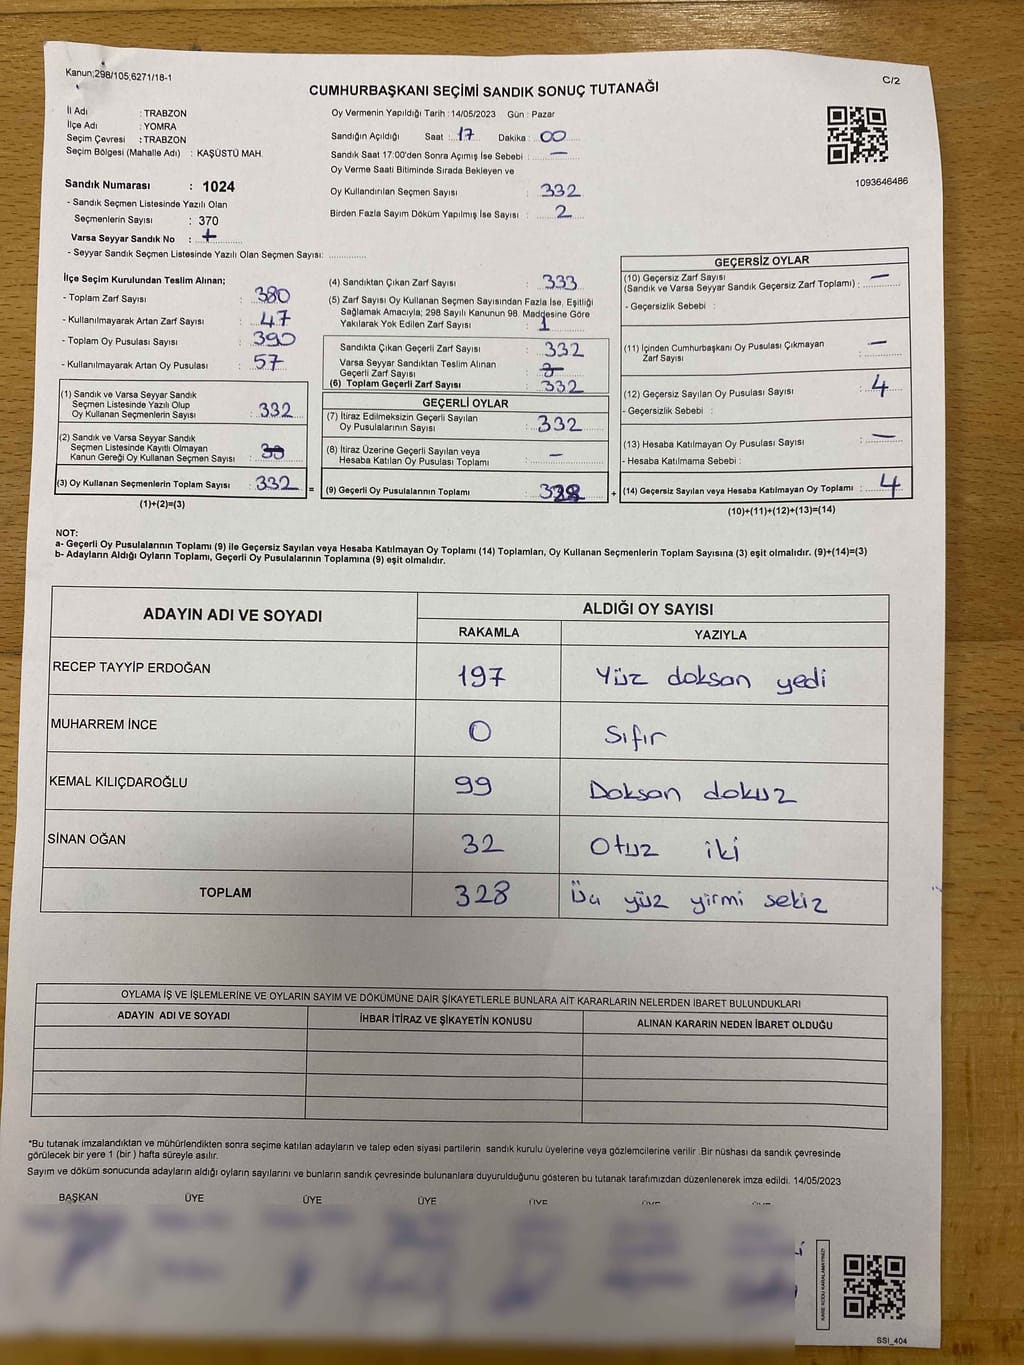 Kanun;298/105,6271/18-1
C/2
CUMHURBAŞKANI SEÇİMİ SANDIK SONUÇ TUTANAĞI
İl Adı : TRABZON
İlçe Adı : YOMRA
Seçim Çevresi : TRABZON
Seçim Bölgesi (Mahalle Adı) : KAŞÜSTÜ MAH.
Sandık Numarası : 1024
- Sandık Seçmen Listesinde Yazılı Olan
Seçmenlerin Sayısı : 370
Varsa Seyyar Sandık No : +
- Seyyar Sandık Seçmen Listesinde Yazılı Olan Seçmen Sayısı:
Oy Vermenin Yapıldığı Tarih : 14/05/2023 Gün : Pazar
Sandığın Açıldığı Saat : 17 Dakika : 00
Sandık Saat 17:00'den Sonra Açımış İse Sebebi : —
Oy Verme Saati Bitiminde Sırada Bekleyen ve
Oy Kullandırılan Seçmen Sayısı : 332
Birden Fazla Sayım Döküm Yapılmış İse Sayısı : 2
1093646486
İlçe Seçim Kurulundan Teslim Alınan;
- Toplam Zarf Sayısı : 380
- Kullanılmayarak Artan Zarf Sayısı : 47
- Toplam Oy Pusulası Sayısı : 390
- Kullanılmayarak Artan Oy Pusulası : 57
(1) Sandık ve Varsa Seyyar Sandık
Seçmen Listesinde Yazılı Olup
Oy Kullanan Seçmenlerin Sayısı : 332
(2) Sandık ve Varsa Seyyar Sandık
Seçmen Listesinde Kayıtlı Olmayan
Kanun Gereği Oy Kullanan Seçmen Sayısı :
(3) Oy Kullanan Seçmenlerin Toplam Sayısı : 332
(1)+(2)=(3)
=
(4) Sandıktan Çıkan Zarf Sayısı : 333
(5) Zarf Sayısı Oy Kullanan Seçmen Sayısından Fazla İse, Eşitliği
Sağlamak Amacıyla; 298 Sayılı Kanunun 98. Maddesine Göre
Yakılarak Yok Edilen Zarf Sayısı : 1
Sandıkta Çıkan Geçerli Zarf Sayısı : 332
Varsa Seyyar Sandıktan Teslim Alınan
Geçerli Zarf Sayısı
(6) Toplam Geçerli Zarf Sayısı : 332
GEÇERLİ OYLAR
(7) İtiraz Edilmeksizin Geçerli Sayılan
Oy Pusulalarının Sayısı : 332
(8) İtiraz Üzerine Geçerli Sayılan veya
Hesaba Katılan Oy Pusulası Toplamı : —
(9) Geçerli Oy Pusulalarının Toplamı : 328
+
GEÇERSİZ OYLAR
(10) Geçersiz Zarf Sayısı
(Sandık ve Varsa Seyyar Sandık Geçersiz Zarf Toplamı) : —
- Geçersizlik Sebebi :
(11) İçinden Cumhurbaşkanı Oy Pusulası Çıkmayan
Zarf Sayısı : —
(12) Geçersiz Sayılan Oy Pusulası Sayısı : 4
- Geçersizlik Sebebi :
(13) Hesaba Katılmayan Oy Pusulası Sayısı : —
- Hesaba Katılmama Sebebi :
(14) Geçersiz Sayılan veya Hesaba Katılmayan Oy Toplamı : 4
(10)+(11)+(12)+(13)=(14)
NOT:
a- Geçerli Oy Pusulalarının Toplamı (9) ile Geçersiz Sayılan veya Hesaba Katılmayan Oy Toplamı (14) Toplamları, Oy Kullanan Seçmenlerin Toplam Sayısına (3) eşit olmalıdır. (9)+(14)=(3)
b- Adayların Aldığı Oyların Toplamı, Geçerli Oy Pusulalarının Toplamına (9) eşit olmalıdır.
ADAYIN ADI VE SOYADI
ALDIĞI OY SAYISI
RAKAMLA YAZIYLA
RECEP TAYYİP ERDOĞAN 197 Yüz doksan yedi
MUHARREM İNCE 0 Sıfır
KEMAL KILIÇDAROĞLU 99 Doksan dokuz
SİNAN OĞAN 32 Otuz iki
TOPLAM 328 Üç yüz yirmi sekiz
OYLAMA İŞ VE İŞLEMLERİNE VE OYLARIN SAYIM VE DÖKÜMÜNE DAİR ŞİKAYETLERLE BUNLARA AİT KARARLARIN NELERDEN İBARET BULUNDUKLARI
ADAYIN ADI VE SOYADI İHBAR İTİRAZ VE ŞİKAYETİN KONUSU ALINAN KARARIN NEDEN İBARET OLDUĞU
*Bu tutanak imzalandıktan ve mühürlendikten sonra seçime katılan adayların ve talep eden siyasi partilerin sandık kurulu üyelerine veya gözlemcilerine verilir. Bir nüshası da sandık çevresinde
görülecek bir yere 1 (bir ) hafta süreyle asılır.
Sayım ve döküm sonucunda adayların aldığı oyların sayılarını ve bunların sandık çevresinde bulunanlara duyurulduğunu gösteren bu tutanak tarafımızdan düzenlenerek imza edildi. 14/05/2023
BAŞKAN ÜYE ÜYE ÜYE ÜYE
KARE KODU KARALAMAYINIZ!
SSI_404